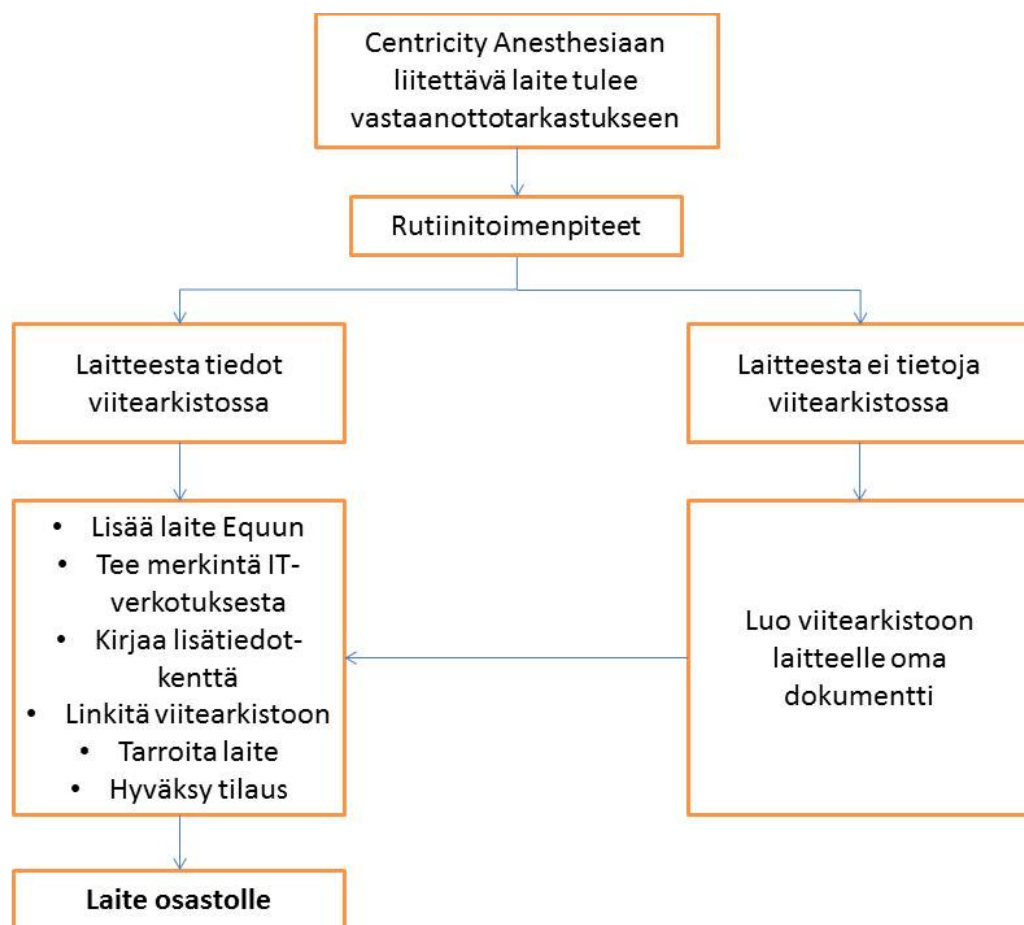 Centricity Anesthesiaan
liitettävä laite tulee
vastaanottotarkastukseen
Rutiinitoimenpiteet
Laitteesta tiedot
viitearkistossa
Laitteesta ei tietoja
viitearkistossa
• Lisää laite Equun
• Tee merkintä IT-
verkotuksesta
• Kirjaa lisätiedot-
kenttä
• Linkitä viitearkistoon
• Tarroita laite
• Hyväksy tilaus
Luo viitearkistoon
laitteelle oma
dokumentti
Laite osastolle